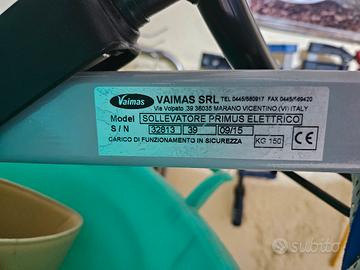 Vaimas VAIMAS SRL TEL 0445/560917 FAX 0445/569420
Via Volpato ,39 36035 MARANO VICENTINO (VI) ITALY
Model SOLLEVATORE PRIMUS ELETTRICO
S / N 32813 39 09/15
CARICO DI FUNZIONAMENTO IN SICUREZZA KG 150 CE
subito